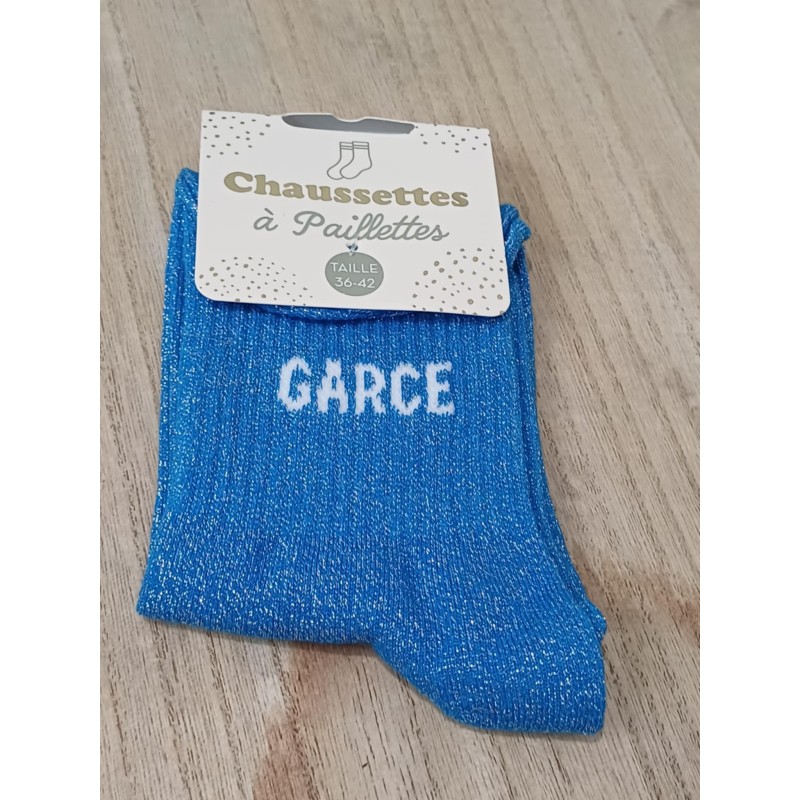 Chaussettes
à Paillettes
TAILLE
36-42
GARCE